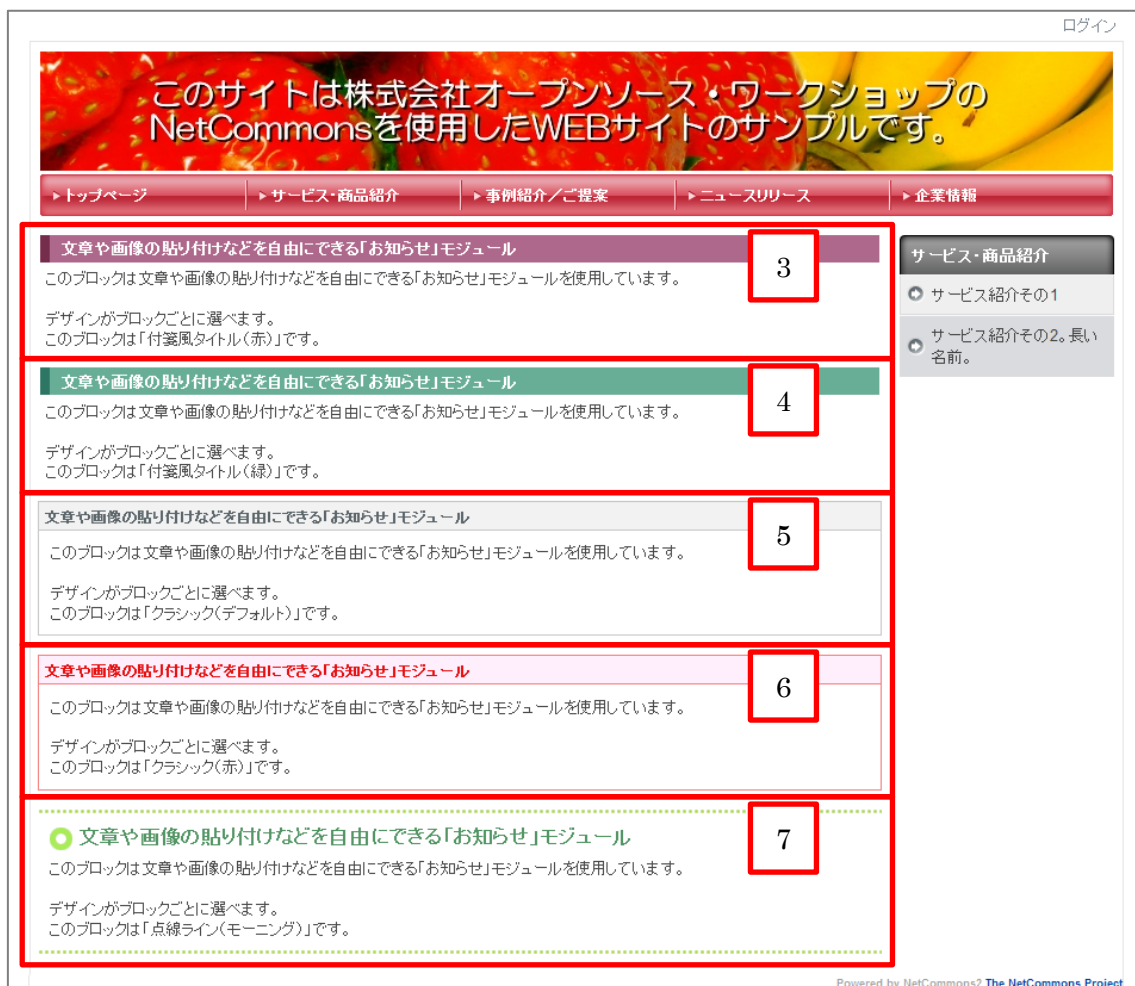 ログイン
このサイトは株式会社オープンソース・ワークショップの
NetCommonsを使用したWEBサイトのサンプルです。
トップページ
サービス・商品紹介
事例紹介／ご提案
ニュースリリース
企業情報
文章や画像の貼り付けなどを自由にできる「お知らせ」モジュール
3
このブロックは文章や画像の貼り付けなどを自由にできる「お知らせ」モジュールを使用しています。
デザインがブロックごとに選べます。
このブロックは「付箋風タイトル(赤)」です。
文章や画像の貼り付けなどを自由にできる「お知らせ」モジュール
4
このブロックは文章や画像の貼り付けなどを自由にできる「お知らせ」モジュールを使用しています。
デザインがブロックごとに選べます。
このブロックは「付箋風タイトル(緑)」です。
文章や画像の貼り付けなどを自由にできる「お知らせ」モジュール
5
このブロックは文章や画像の貼り付けなどを自由にできる「お知らせ」モジュールを使用しています。
デザインがブロックごとに選べます。
このブロックは「クラシック(デフォルト)」です。
文章や画像の貼り付けなどを自由にできる「お知らせ」モジュール
6
このブロックは文章や画像の貼り付けなどを自由にできる「お知らせ」モジュールを使用しています。
デザインがブロックごとに選べます。
このブロックは「クラシック(赤)」です。
文章や画像の貼り付けなどを自由にできる「お知らせ」モジュール
7
このブロックは文章や画像の貼り付けなどを自由にできる「お知らせ」モジュールを使用しています。
デザインがブロックごとに選べます。
このブロックは「点線ライン(モーニング)」です。
サービス・商品紹介
サービス紹介その1
サービス紹介その2。長い
名前。
Powered by NetCommons2 The NetCommons Project